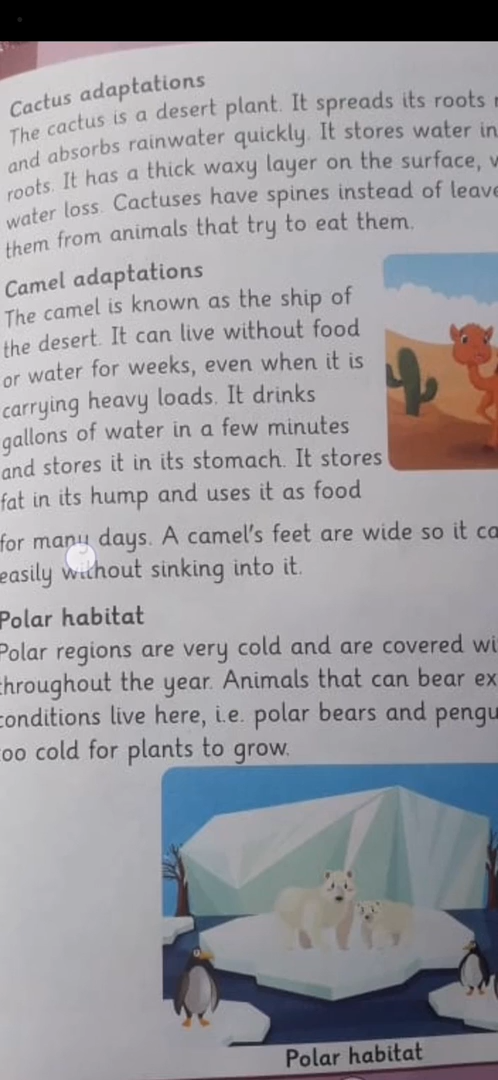 Cactus adaptations
The cactus is a desert plant. It spreads its roots
and absorbs rainwater quickly. It stores water in
roots. It has a thick waxy layer on the surface,
water loss. Cactuses have spines instead of leave
them from animals that try to eat them.
Camel adaptations
The camel is known as the ship of
the desert. It can live without food
or water for weeks, even when it is
carrying heavy loads. It drinks
gallons of water in a few minutes
and stores it in its stomach. It stores
fat in its hump and uses it as food
for many days. A camel's feet are wide so it ca
easily without sinking into it.
Polar habitat
Polar regions are very cold and are covered wi
throughout the year. Animals that can bear ex
conditions live here, i.e. polar bears and pengu
oo cold for plants to grow.
Polar habitat